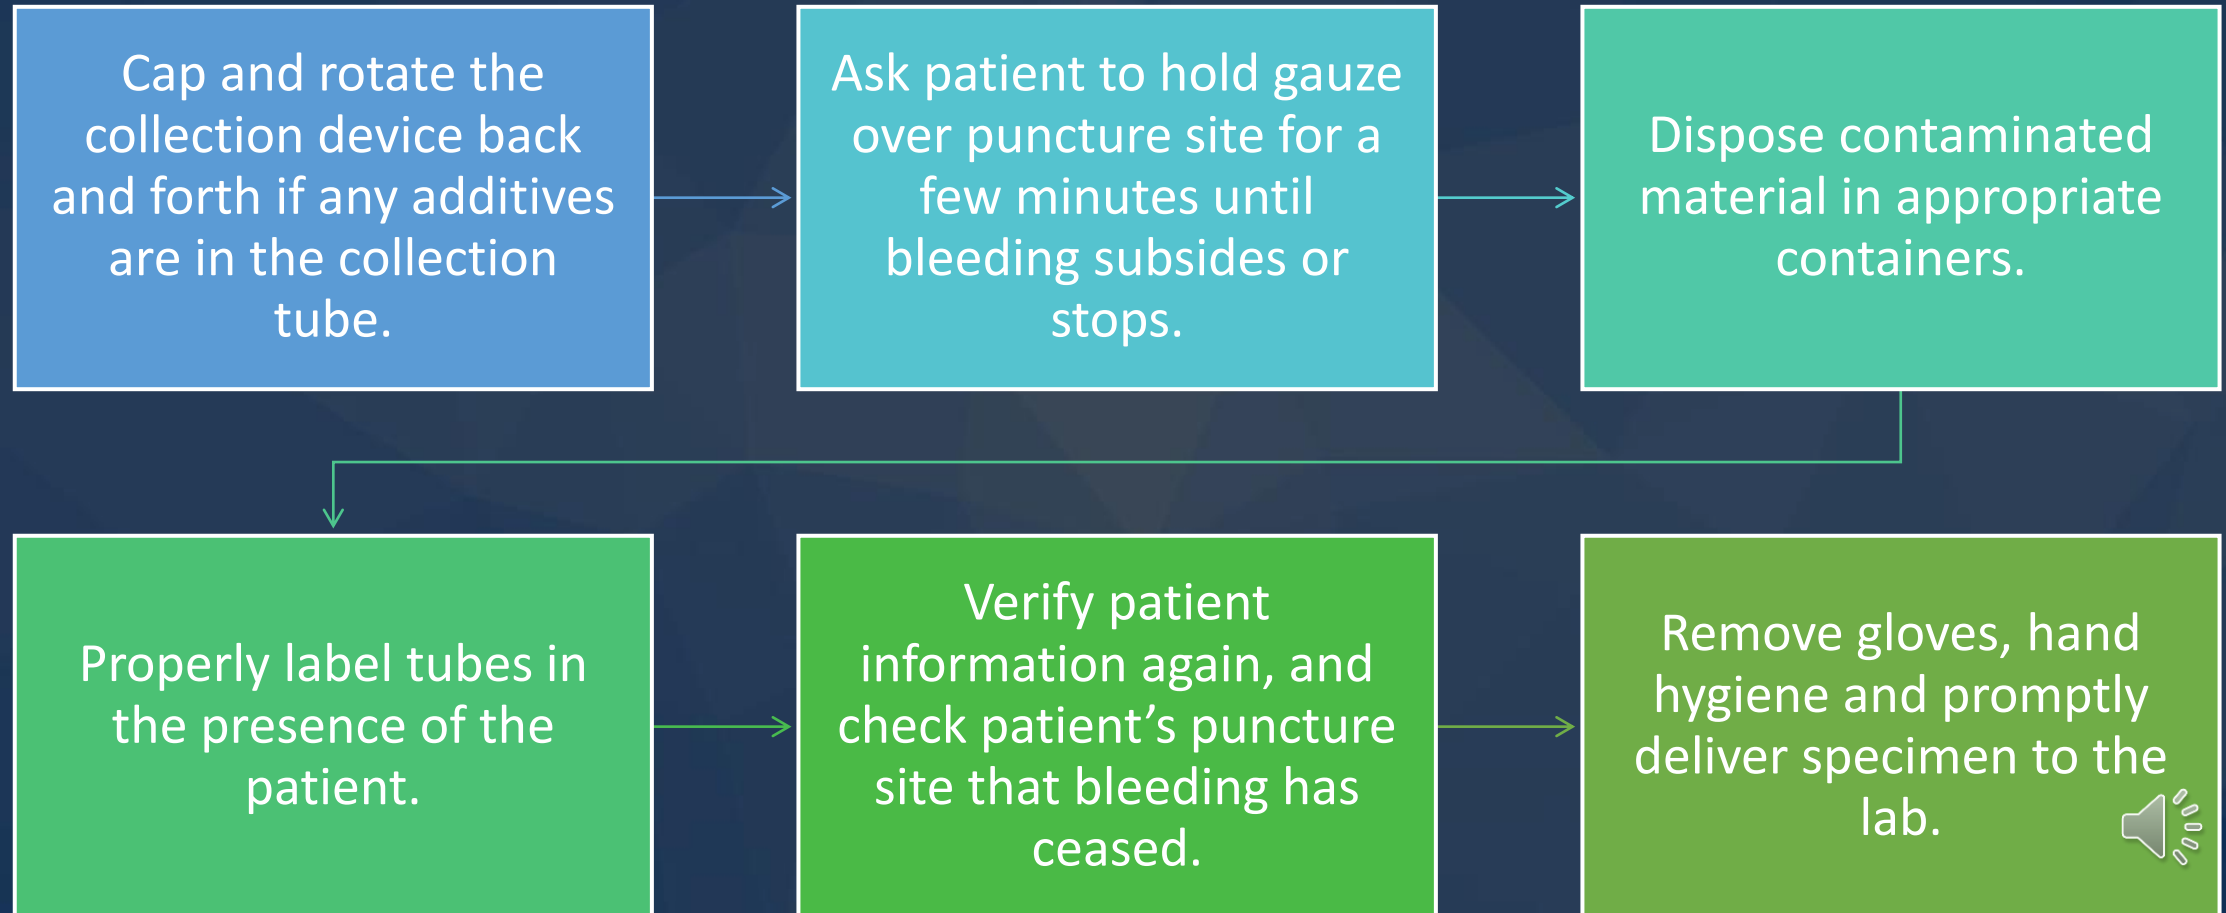 Cap and rotate the
collection device back
and forth if any additives
are in the collection
tube.
Ask patient to hold gauze
over puncture site for a
few minutes until
bleeding subsides or
stops.
Dispose contaminated
material in appropriate
containers.
Properly label tubes in
the presence of the
patient.
Verify patient
information again, and
check patient’s puncture
site that bleeding has
ceased.
Remove gloves, hand
hygiene and promptly
deliver specimen to the
lab.